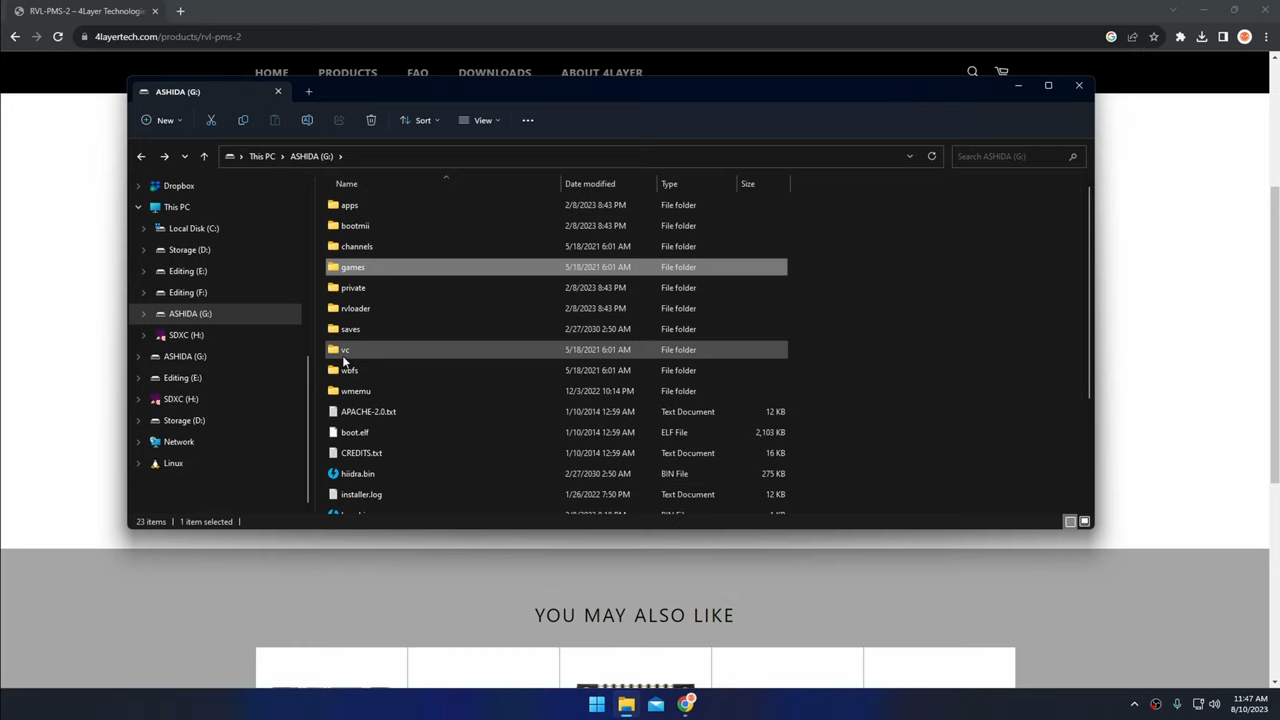 RVL-PMS-2 – 4Layer Technologie
4layertech.com/products/rvl-pms-2
HOME PRODUCTS FAQ DOWNLOADS ABOUT 4LAYER
ASHIDA (G:)
New Sort View
This PC ASHIDA (G:) Search ASHIDA (G:)
Name Date modified Type Size
Dropbox
This PC
Local Disk (C:)
Storage (D:)
Editing (E:)
Editing (F:)
ASHIDA (G:)
SDXC (H:)
ASHIDA (G:)
Editing (E:)
SDXC (H:)
Storage (D:)
Network
Linux
apps 2/8/2023 8:43 PM File folder
bootmii 2/8/2023 8:43 PM File folder
channels 5/18/2021 6:01 AM File folder
games 5/18/2021 6:01 AM File folder
private 2/8/2023 8:43 PM File folder
rvloader 2/8/2023 8:43 PM File folder
saves 2/27/2030 2:50 AM File folder
vc 5/18/2021 6:01 AM File folder
wbfs 5/18/2021 6:01 AM File folder
wmemu 12/3/2022 10:14 PM File folder
APACHE-2.0.txt 1/10/2014 12:59 AM Text Document 12 KB
boot.elf 1/10/2014 12:59 AM ELF File 2,103 KB
CREDITS.txt 1/10/2014 12:59 AM Text Document 16 KB
hiidra.bin 2/27/2030 2:50 AM BIN File 275 KB
installer.log 1/26/2022 7:50 PM Text Document 12 KB
23 items 1 item selected
YOU MAY ALSO LIKE
11:47 AM
8/10/2023